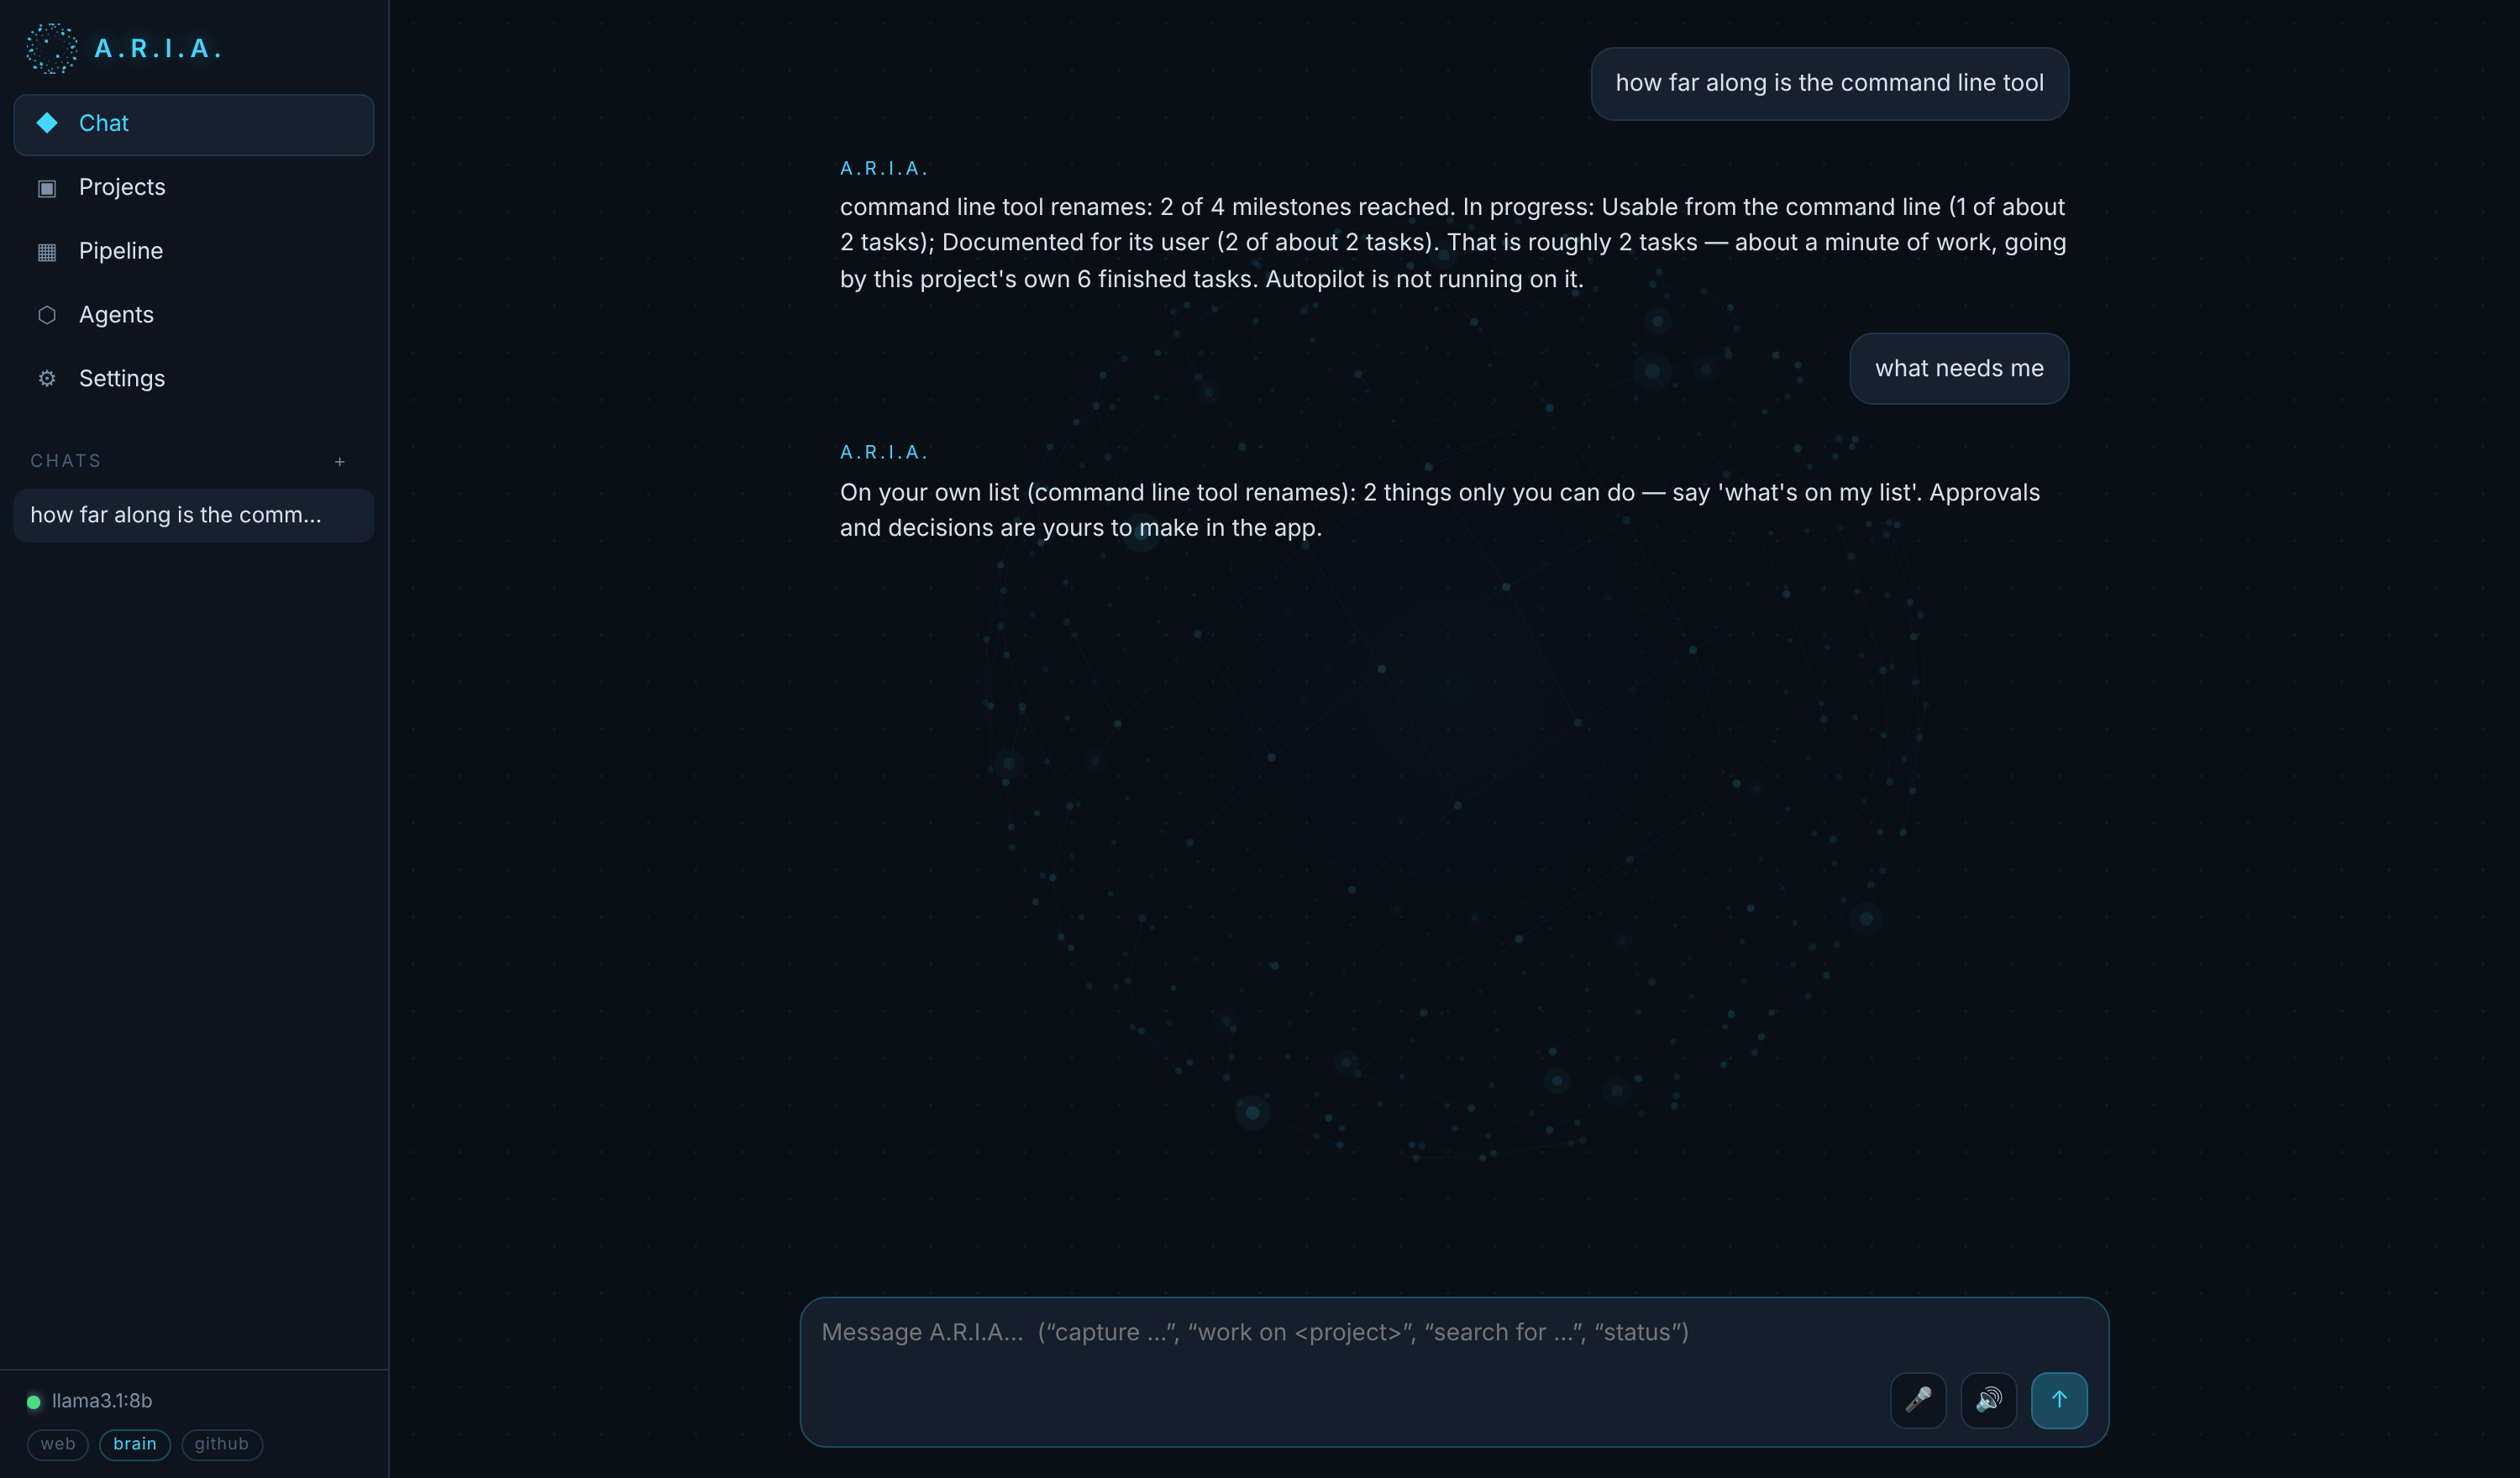 A.R.I.A.
Chat
Projects
Pipeline
Agents
Settings
CHATS +
how far along is the comm...
llama3.1:8b
web brain github
how far along is the command line tool
A.R.I.A.
command line tool renames: 2 of 4 milestones reached. In progress: Usable from the command line (1 of about
2 tasks); Documented for its user (2 of about 2 tasks). That is roughly 2 tasks — about a minute of work, going
by this project's own 6 finished tasks. Autopilot is not running on it.
what needs me
A.R.I.A.
On your own list (command line tool renames): 2 things only you can do — say 'what's on my list'. Approvals
and decisions are yours to make in the app.
Message A.R.I.A... (“capture ...”, “work on <project>”, “search for ...”, “status”)